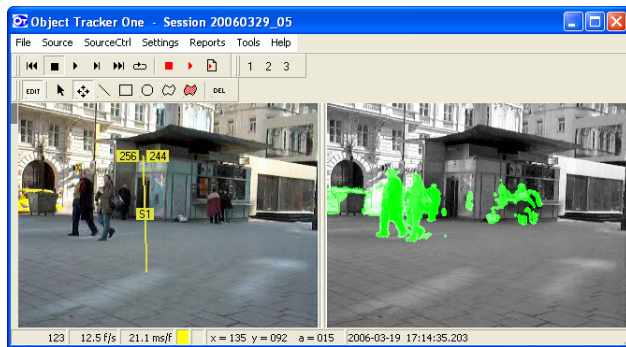 Object Tracker One - Session 20060329_05
File Source SourceCtrl Settings Reports Tools Help
1 2 3
EDIT DEL
256 244
S1
123 12.5 f/s 21.1 ms/f x = 135 y = 092 a = 015 2006-03-19 17:14:35.203